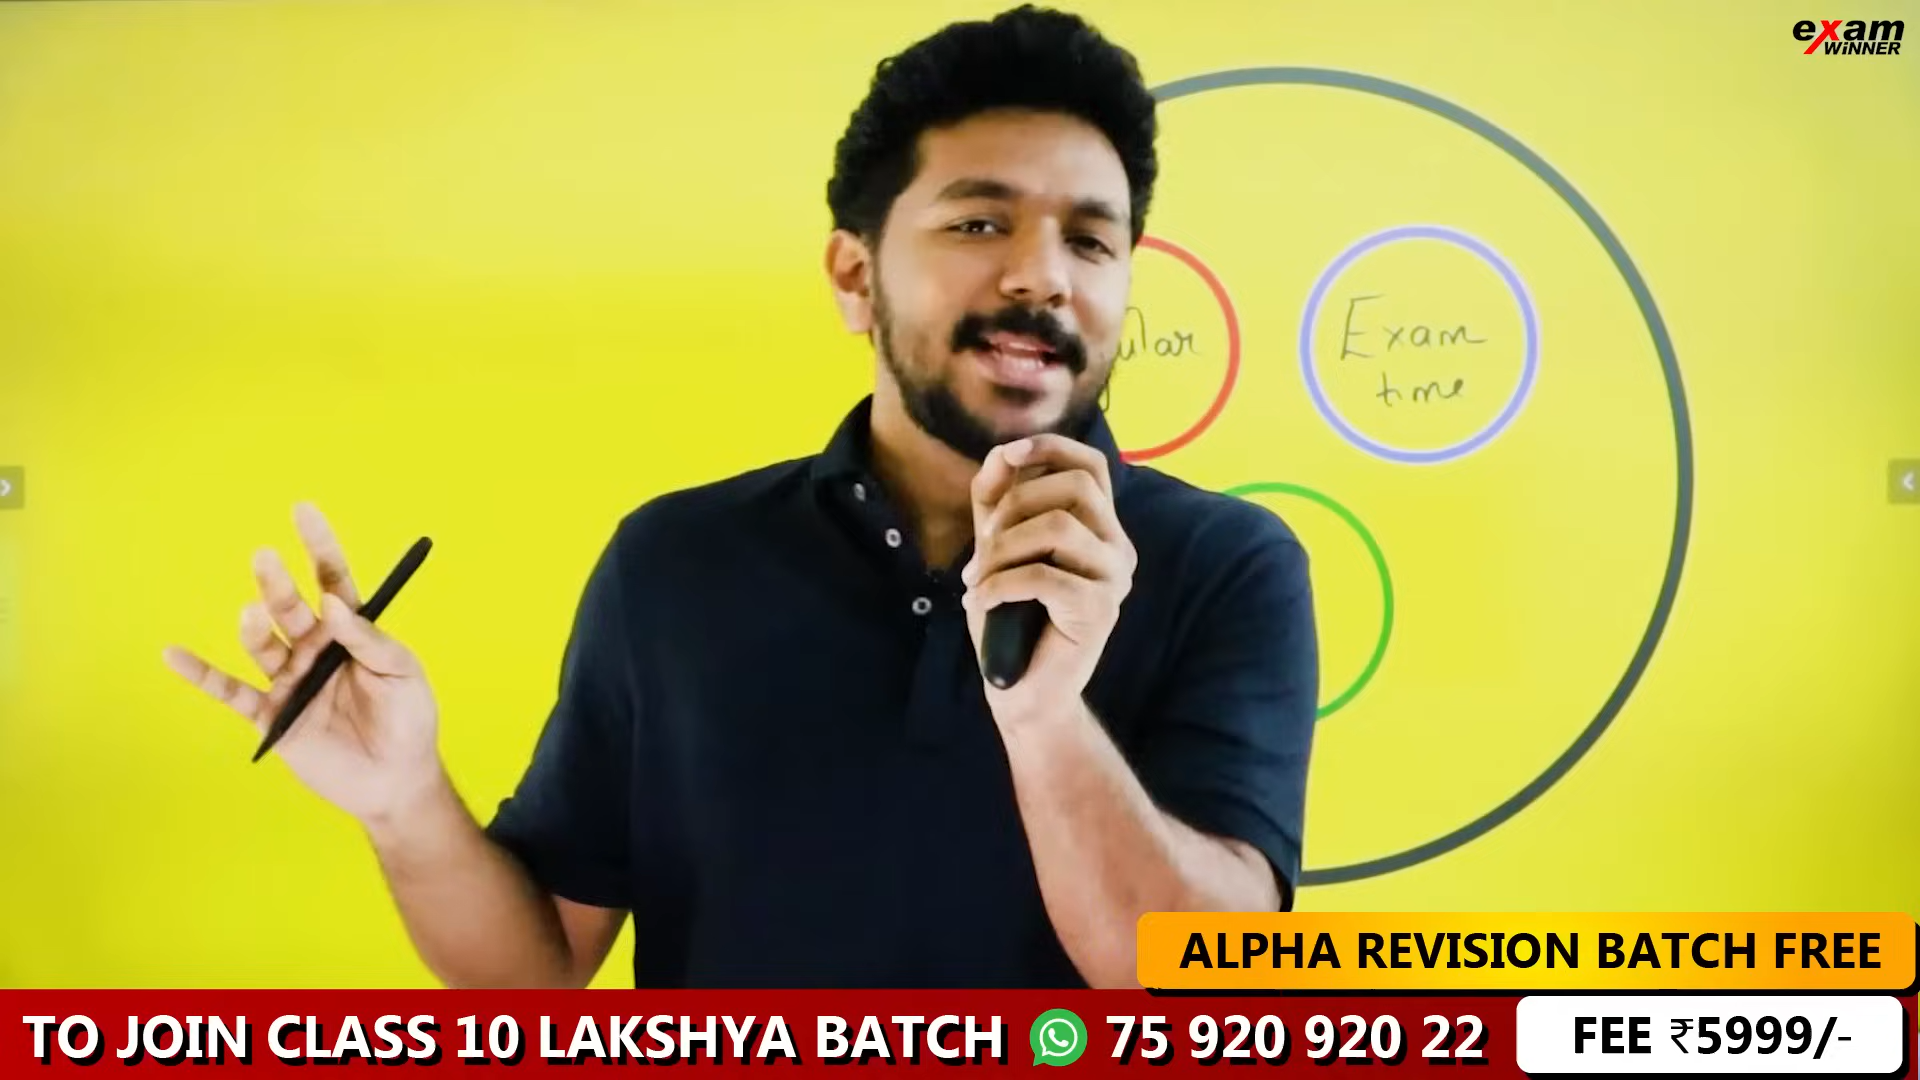 exam
WiNNER
Exam
time
ALPHA REVISION BATCH FREE
TO JOIN CLASS 10 LAKSHYA BATCH 75 920 920 22
FEE ₹5999/-